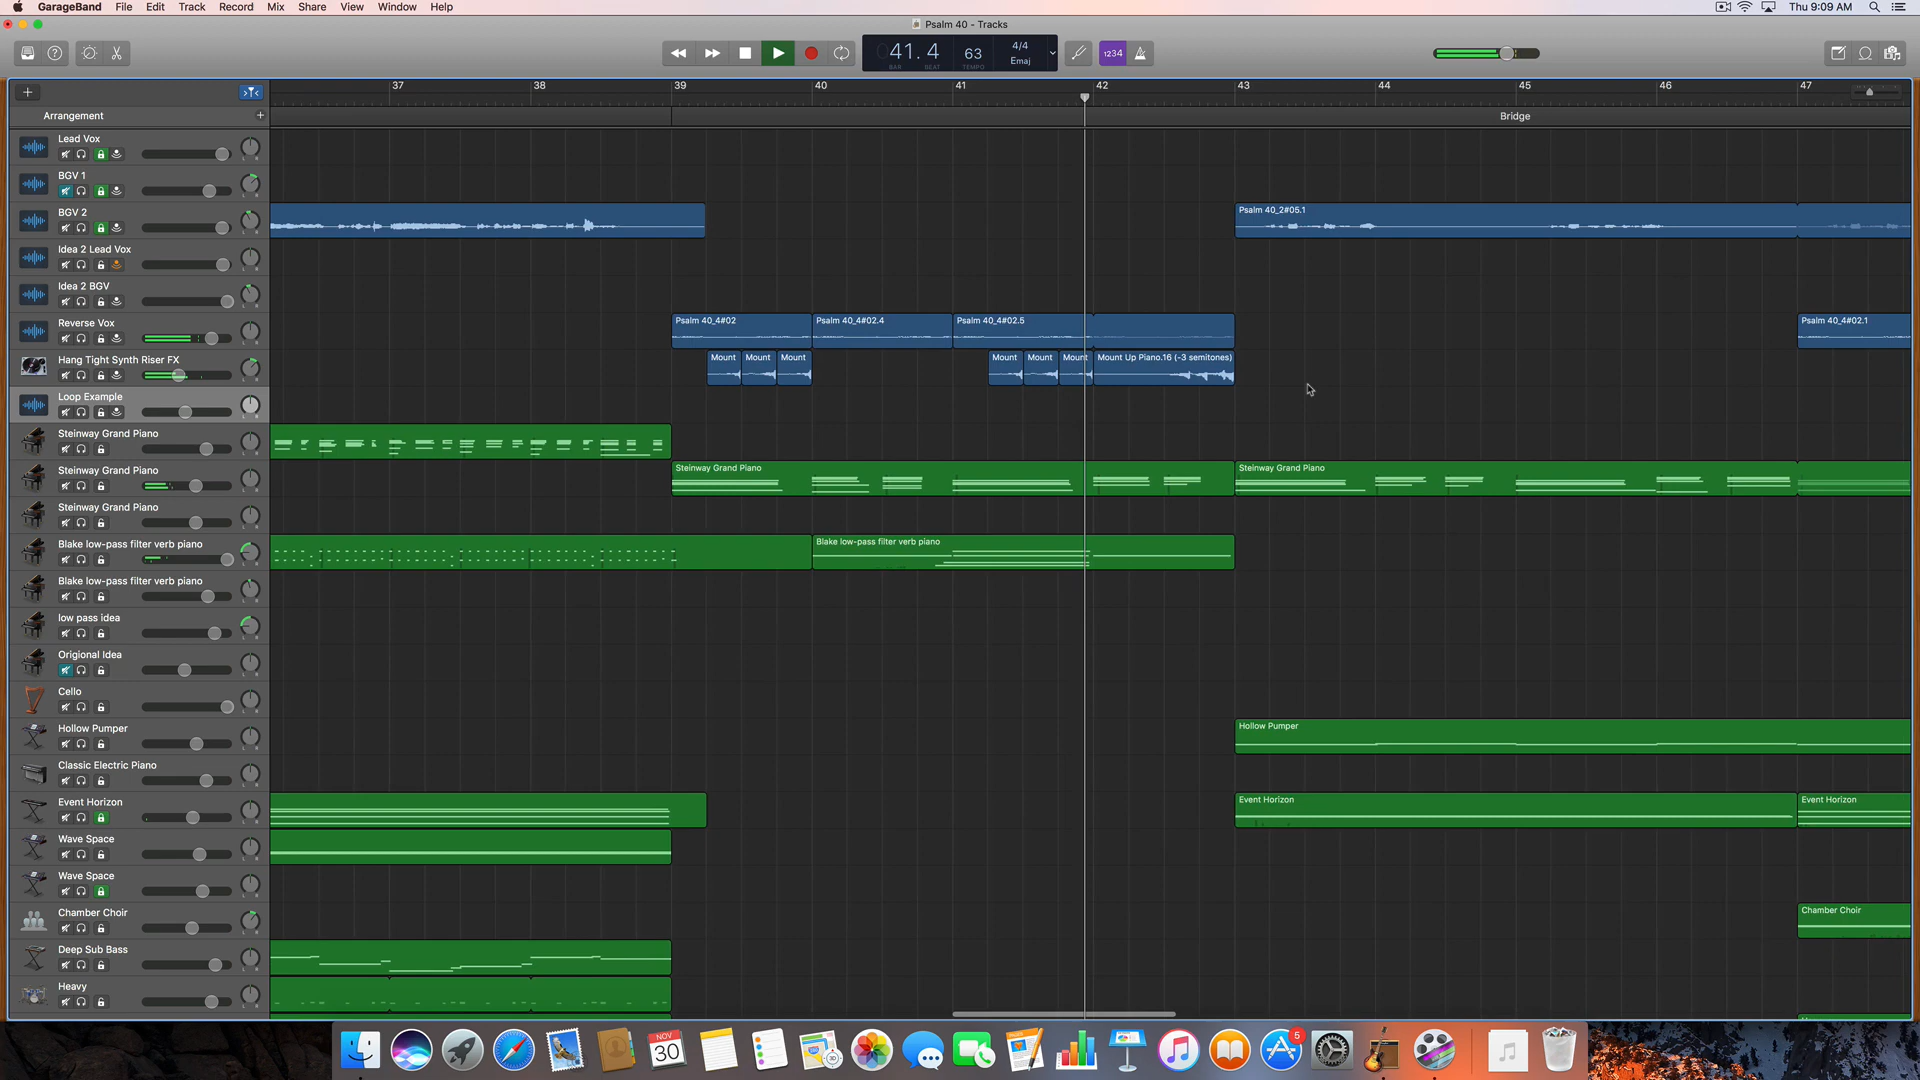 GarageBand File Edit Track Record Mix Share View Window Help Thu 9:09 AM
Psalm 40 - Tracks
041.4 63 4/4 Emaj 1234
BAR BEAT TEMPO
37 38 39 40 41 42 43 44 45 46 47
Arrangement Bridge
Lead Vox
BGV 1
BGV 2 Psalm 40_2#05.1
Idea 2 Lead Vox
Idea 2 BGV
Reverse Vox Psalm 40_4#02 Psalm 40_4#02.4 Psalm 40_4#02.5 Psalm 40_4#02.1
Hang Tight Synth Riser FX Mount Mount Mount Mount Mount Mount Mount Up Piano.16 (-3 semitones)
Loop Example
Steinway Grand Piano
Steinway Grand Piano Steinway Grand Piano Steinway Grand Piano
Steinway Grand Piano
Blake low-pass filter verb piano Blake low-pass filter verb piano
Blake low-pass filter verb piano
low pass idea
Origional Idea
Cello
Hollow Pumper Hollow Pumper
Classic Electric Piano
Event Horizon Event Horizon Event Horizon
Wave Space
Wave Space
Chamber Choir Chamber Choir
Deep Sub Bass
Heavy
NOV
30
5